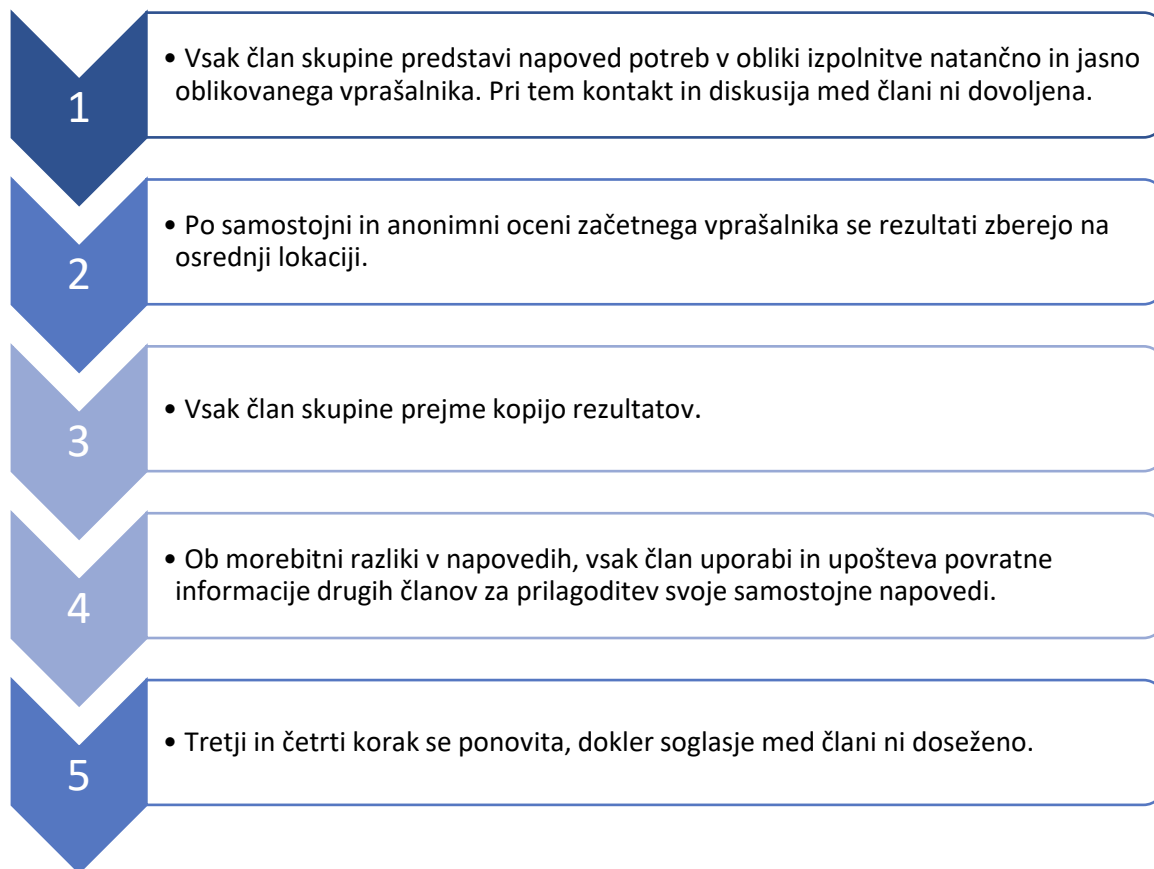 1
• Vsak član skupine predstavi napoved potreb v obliki izpolnitve natančno in jasno
oblikovanega vprašalnika. Pri tem kontakt in diskusija med člani ni dovoljena.
2
• Po samostojni in anonimni oceni začetnega vprašalnika se rezultati zberejo na
osrednji lokaciji.
3
• Vsak član skupine prejme kopijo rezultatov.
4
• Ob morebitni razliki v napovedih, vsak član uporabi in upošteva povratne
informacije drugih članov za prilagoditev svoje samostojne napovedi.
5
• Tretji in četrti korak se ponovita, dokler soglasje med člani ni doseženo.